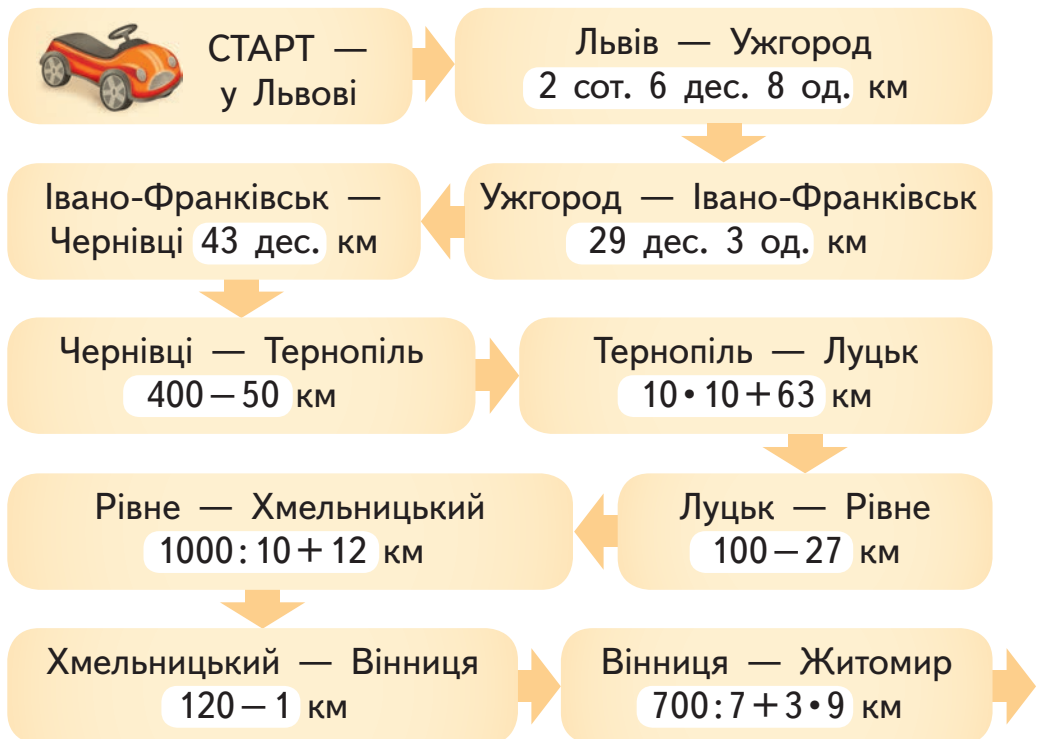 СТАРТ —
у Львові
Львів — Ужгород
2 сот. 6 дес. 8 од. км
Ужгород — Івано-Франківськ
29 дес. 3 од. км
Івано-Франківськ —
Чернівці 43 дес. км
Чернівці — Тернопіль
400 − 50 км
Тернопіль — Луцьк
10 • 10 + 63 км
Луцьк — Рівне
100 − 27 км
Рівне — Хмельницький
1000 : 10 + 12 км
Хмельницький — Вінниця
120 − 1 км
Вінниця — Житомир
700 : 7 + 3 • 9 км